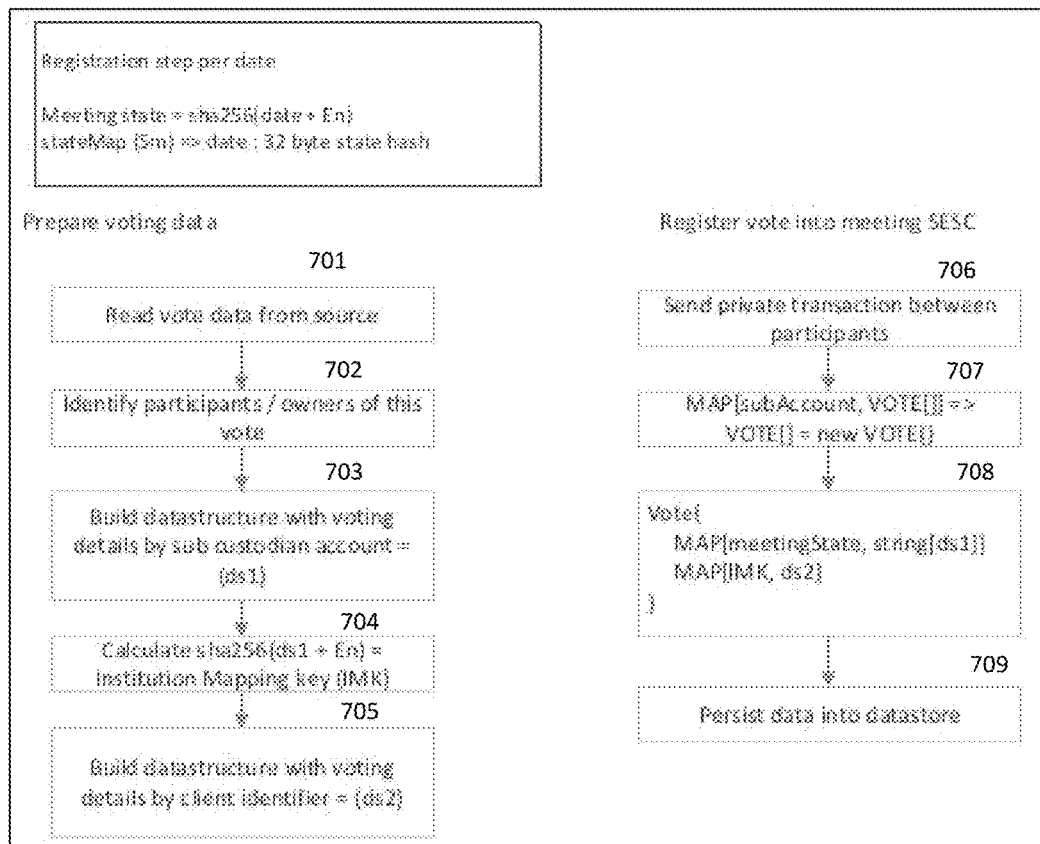 Registration step per date
Meeting state = sha256(date + En)
stateMap (Sm) => date : 32 byte state hash
Prepare voting data
701
Read vote data from source
702
Identify participants / owners of this
vote
703
Build datastructure with voting
details by sub custodian account =
(ds1)
704
Calculate sha256(ds1 + En) =
Institution Mapping key (IMK)
705
Build datastructure with voting
details by client identifier = (ds2)
Register vote into meeting SESC
706
Send private transaction between
participants
707
MAP[subAccount, VOTE[]] =>
VOTE[] = new VOTE()
708
Vote{
MAP[meetingState, string[ds1]]
MAP[IMK, ds2]
}
709
Persist data into datastore